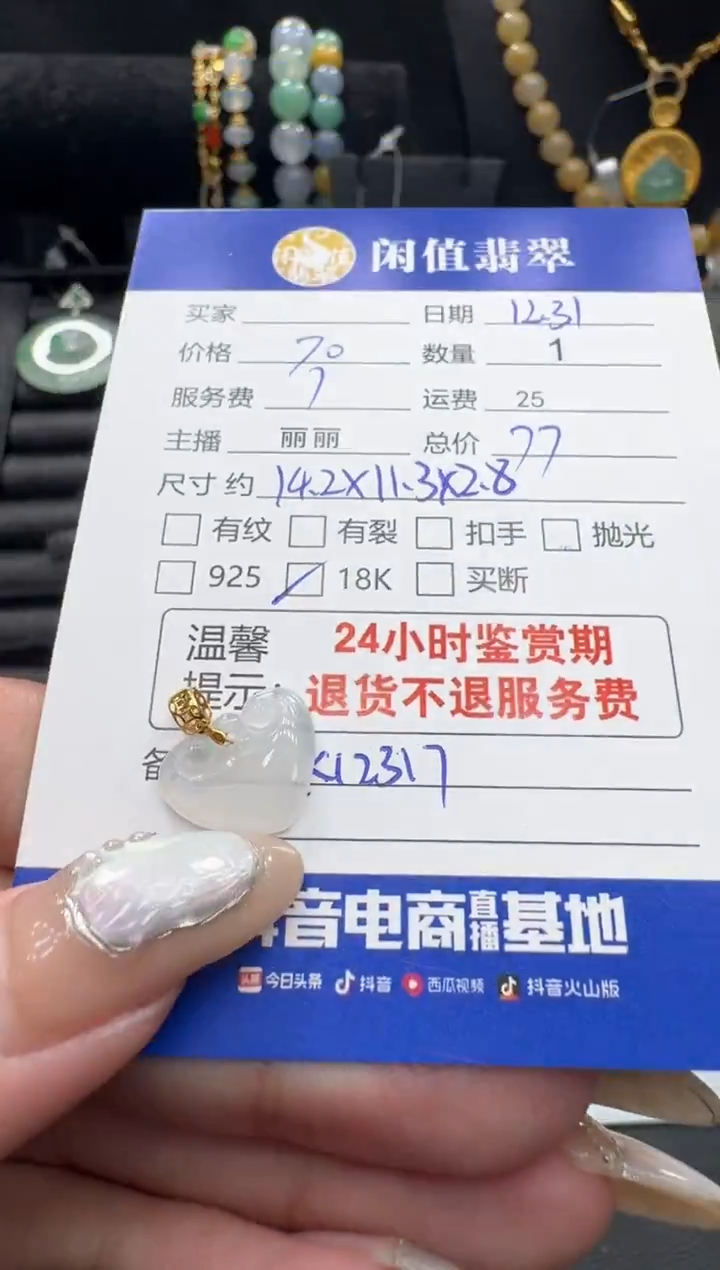 闲值翡翠
买家 日期 12.31
价格 70 数量 1
服务费 7 运费 25
主播 丽丽 总价 77
尺寸约 14.2X11.3X2.8
有纹 有裂 扣手 抛光
925 18K 买断
温馨 24小时鉴赏期
提示: 退货不退服务费
备 X12317
音电商直播基地
头条 今日头条 抖音 西瓜视频 抖音火山版